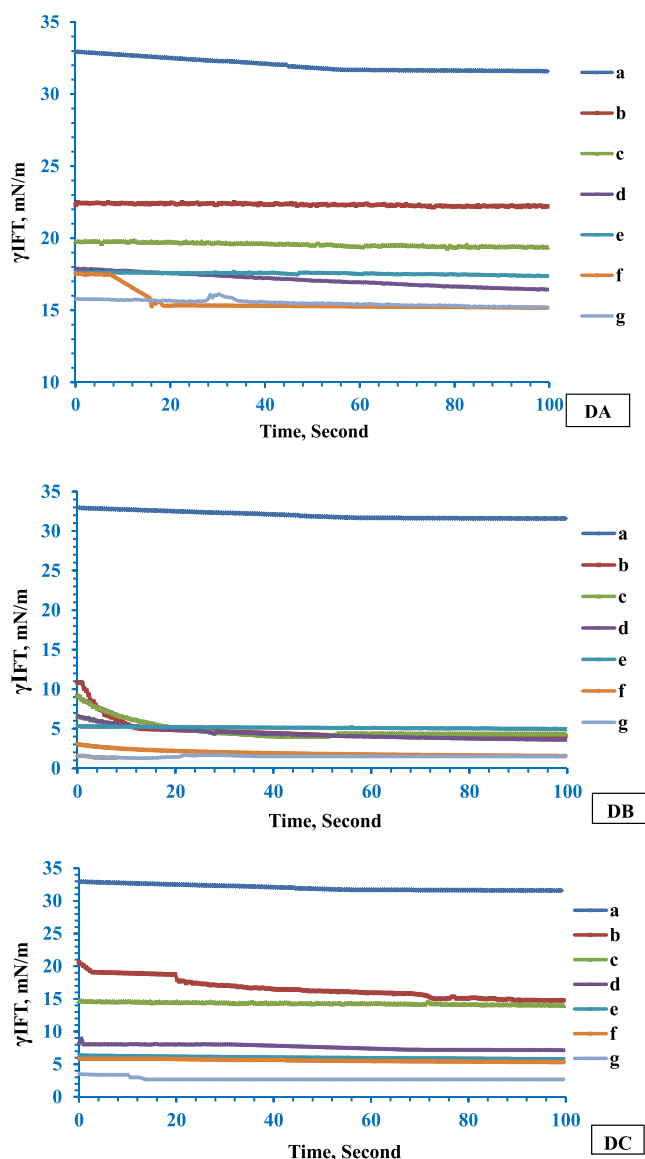 35
30
25
20
15
10
γIFT, mN/m
0
20
40
60
80
100
Time, Second
a
b
c
d
e
f
g
DA
35
30
25
20
15
10
5
0
γIFT, mN/m
0
20
40
60
80
100
Time, Second
a
b
c
d
e
f
g
DB
35
30
25
20
15
10
5
0
γIFT, mN/m
0
20
40
60
80
100
Time, Second
a
b
c
d
e
f
g
DC